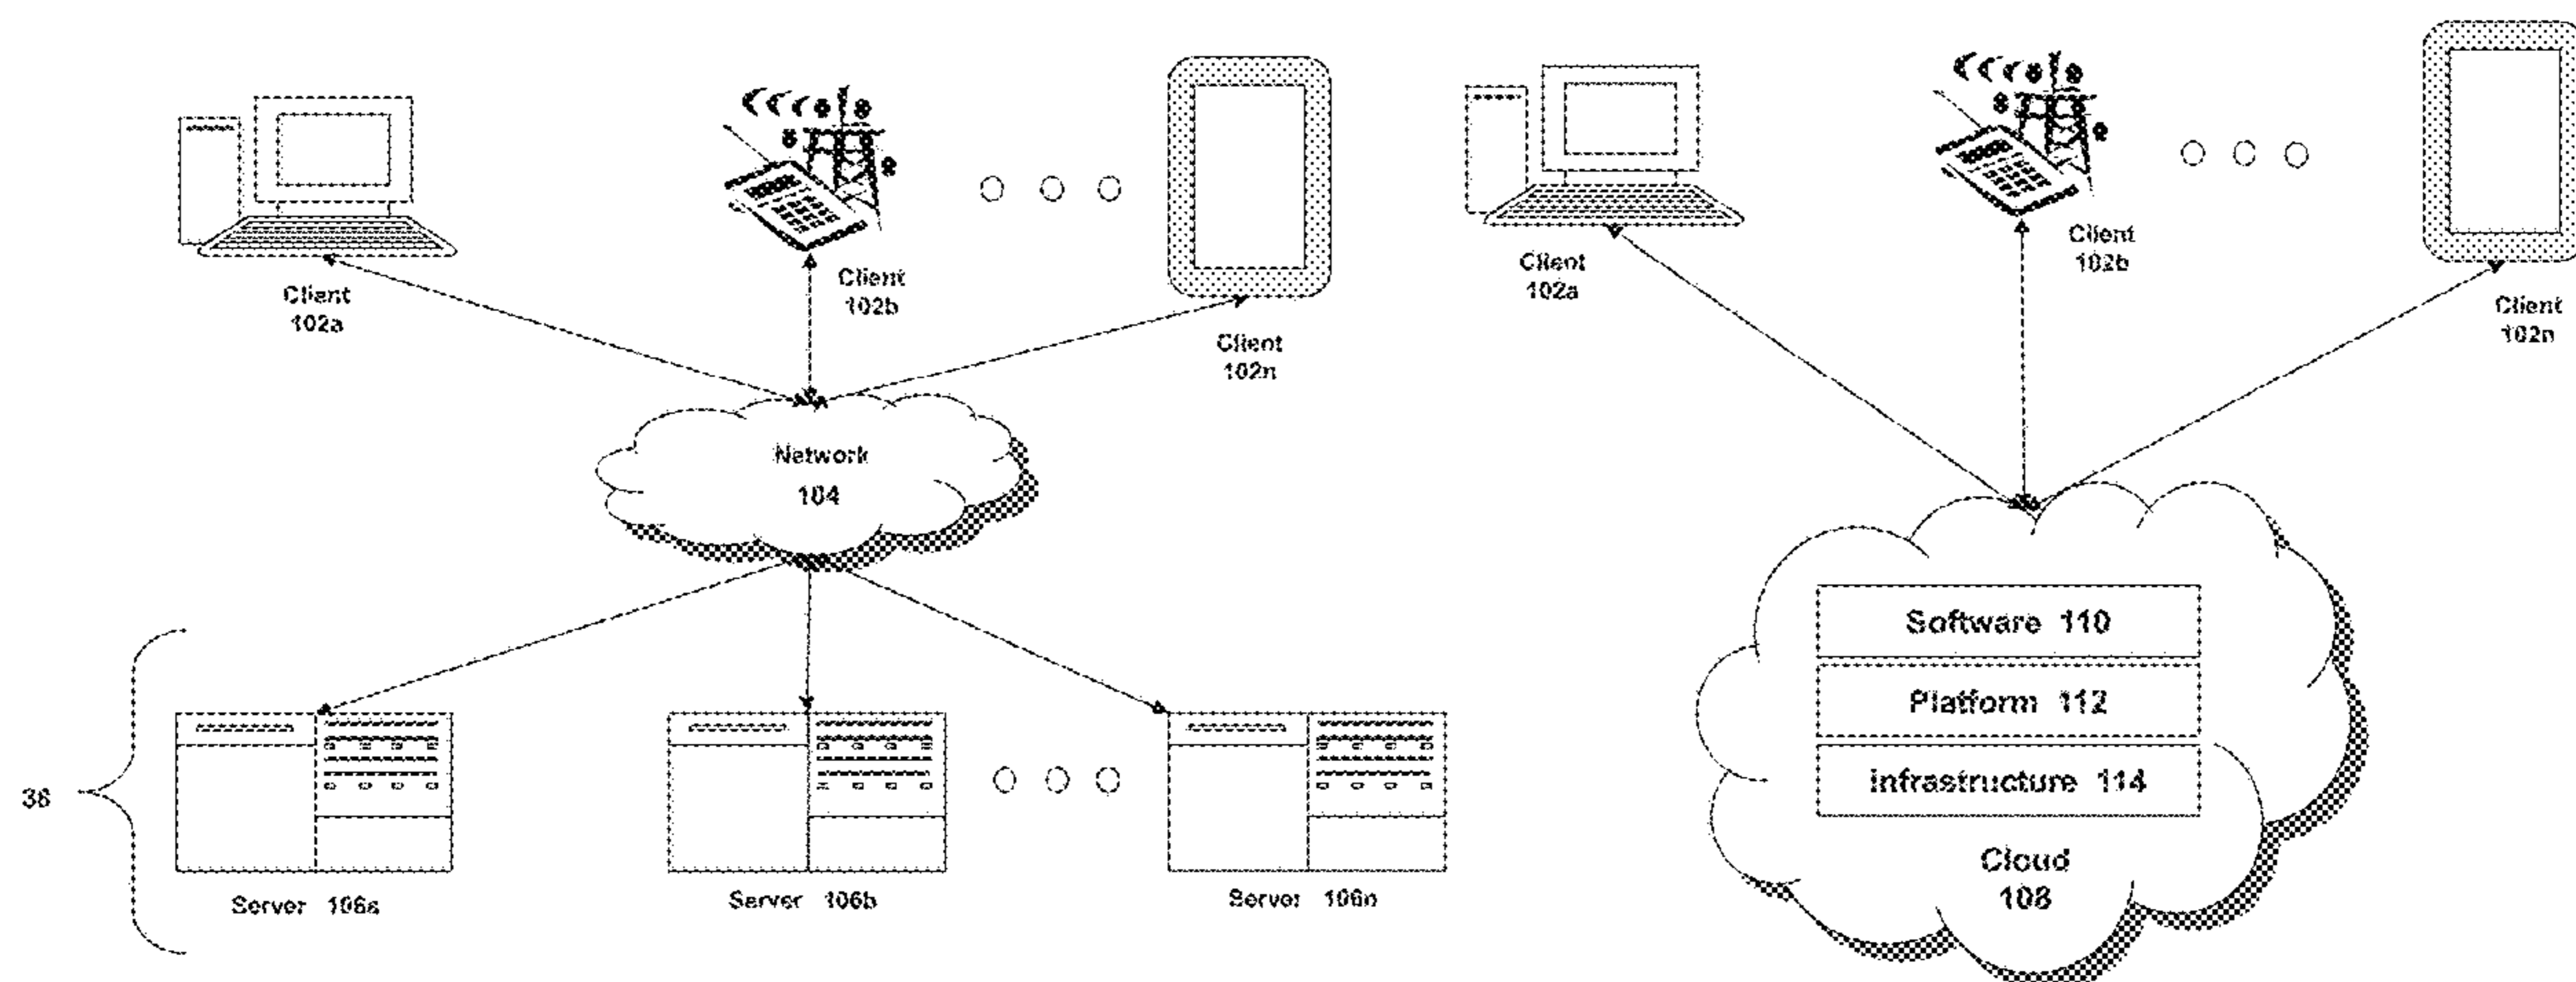 Client
102a
Client
102b
Client
102n
Network
104
38
Server 106a
Server 106b
Server 106n
Client
102a
Client
102b
Client
102n
Software 110
Platform 112
Infrastructure 114
Cloud
108